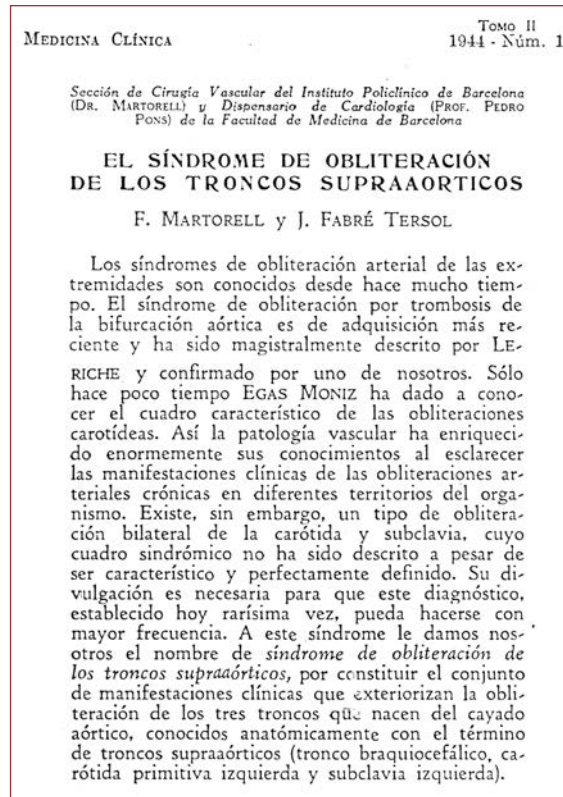 MEDICINA CLÍNICA
TOMO II
1944 - Núm. 1
Sección de Cirugía Vascular del Instituto Policlínico de Barcelona
(DR. MARTORELL) y Dispensario de Cardiología (PROF. PEDRO
PONS) de la Facultad de Medicina de Barcelona
EL SÍNDROME DE OBLITERACIÓN
DE LOS TRONCOS SUPRAAORTICOS
F. MARTORELL y J. FABRÉ TERSOL
Los síndromes de obliteración arterial de las ex-
tremidades son conocidos desde hace mucho tiem-
po. El síndrome de obliteración por trombosis de
la bifurcación aórtica es de adquisición más re-
ciente y ha sido magistralmente descrito por LE-
RICHE y confirmado por uno de nosotros. Sólo
hace poco tiempo EGAS MONIZ ha dado a cono-
cer el cuadro característico de las obliteraciones
carotídeas. Así la patología vascular ha enriqueci-
do enormemente sus conocimientos al esclarecer
las manifestaciones clínicas de las obliteraciones ar-
teriales crónicas en diferentes territorios del orga-
nismo. Existe, sin embargo, un tipo de oblitera-
ción bilateral de la carótida y subclavia, cuyo
cuadro sindrómico no ha sido descrito a pesar de
ser característico y perfectamente definido. Su di-
vulgación es necesaria para que este diagnóstico,
establecido hoy rarísima vez, pueda hacerse con
mayor frecuencia. A este síndrome le damos nos-
otros el nombre de síndrome de obliteración de
los troncos supraaórticos, por constituir el conjunto
de manifestaciones clínicas que exteriorizan la obli-
teración de los tres troncos que nacen del cayado
aórtico, conocidos anatómicamente con el término
de troncos supraaórticos (tronco braquiocefálico, ca-
rótida primitiva izquierda y subclavia izquierda).